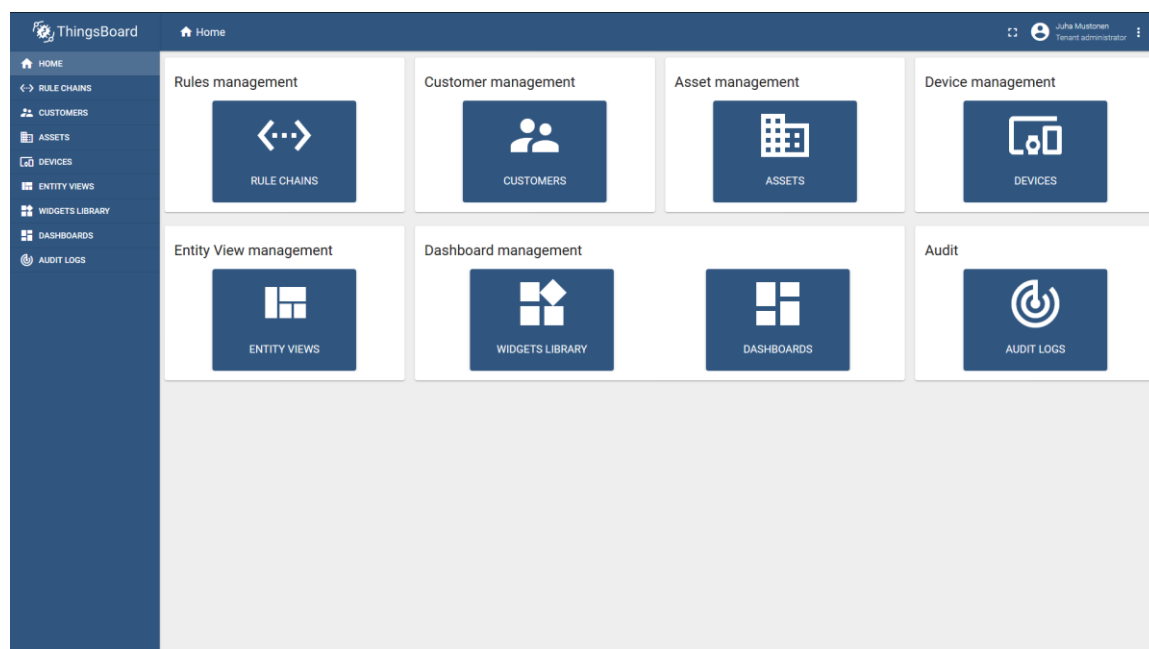 ThingsBoard
Home
Juha Mustonen
Tenant administrator
HOME
RULE CHAINS
CUSTOMERS
ASSETS
DEVICES
ENTITY VIEWS
WIDGETS LIBRARY
DASHBOARDS
AUDIT LOGS
Rules management
RULE CHAINS
Customer management
CUSTOMERS
Asset management
ASSETS
Device management
DEVICES
Entity View management
ENTITY VIEWS
Dashboard management
WIDGETS LIBRARY
DASHBOARDS
Audit
AUDIT LOGS